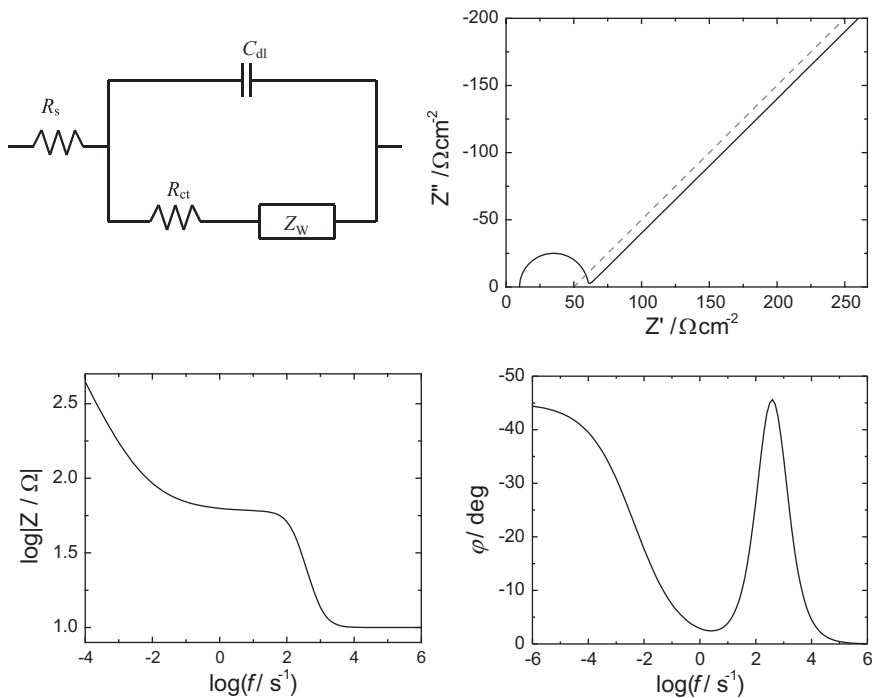 C_dl
R_s
R_ct
Z_W
-200
-150
-100
-50
0
Z'' /Ωcm⁻²
0 50 100 150 200 250
Z' /Ωcm⁻²
2.5
2.0
1.5
1.0
log|Z / Ω|
-4 -2 0 2 4 6
log(f/ s⁻¹)
-50
-40
-30
-20
-10
0
φ/ deg
-6 -4 -2 0 2 4 6
log(f/ s⁻¹)